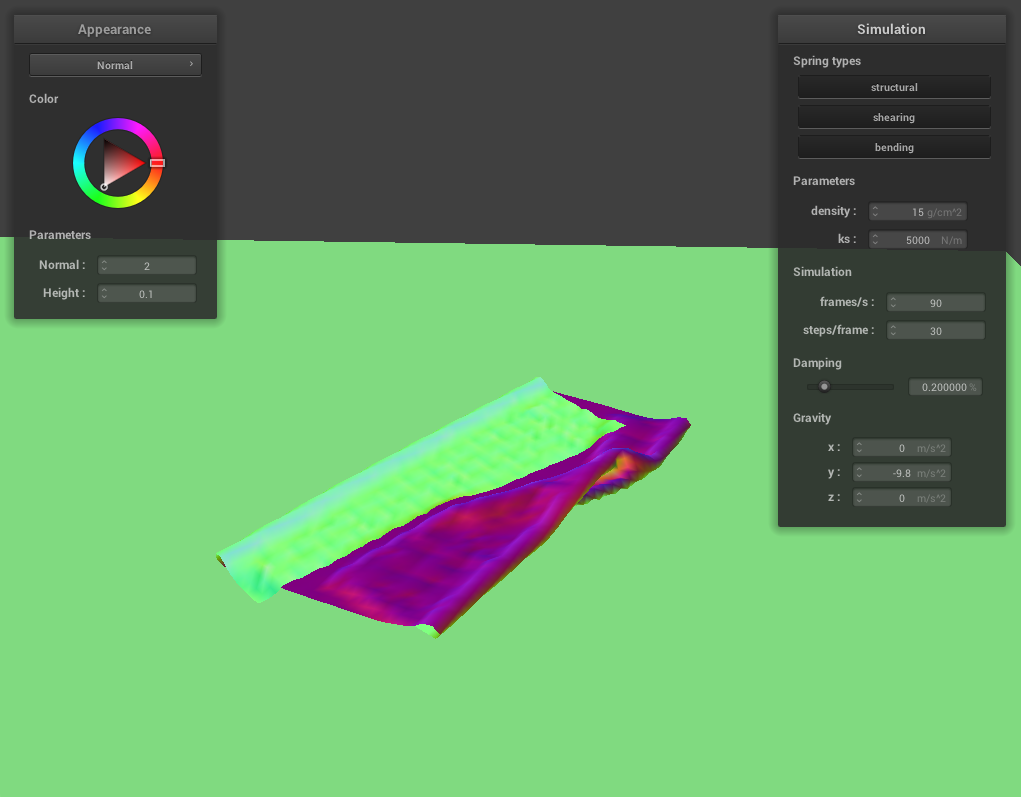 Appearance
Normal
Color
Parameters
Normal : 2
Height : 0.1
Simulation
Spring types
structural
shearing
bending
Parameters
density : 15 g/cm^2
ks : 5000 N/m
Simulation
frames/s : 90
steps/frame : 30
Damping
0.200000 %
Gravity
x : 0 m/s^2
y : -9.8 m/s^2
z : 0 m/s^2